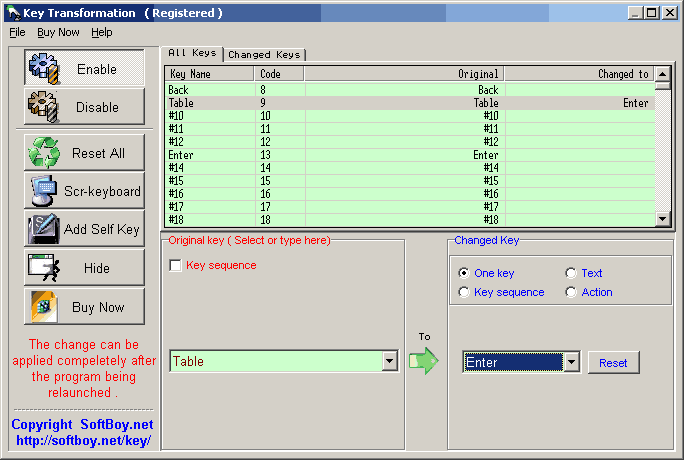 Key Transformation   ( Registered )
File   Buy Now   Help
Enable
Disable
Reset All
Scr-keyboard
Add Self Key
Hide
Buy Now
The change can be
applied compeletely after
the program being
relaunched .
Copyright  SoftBoy.net
http://softboy.net/key/
All Keys   Changed Keys
Key Name   Code   Original   Changed to
Back   8   Back
Table   9   Table   Enter
#10   10   #10
#11   11   #11
#12   12   #12
Enter   13   Enter
#14   14   #14
#15   15   #15
#16   16   #16
#17   17   #17
#18   18   #18
Original key ( Select or type here)
Key sequence
Table
To
Changed Key
One key   Text
Key sequence   Action
Enter   Reset